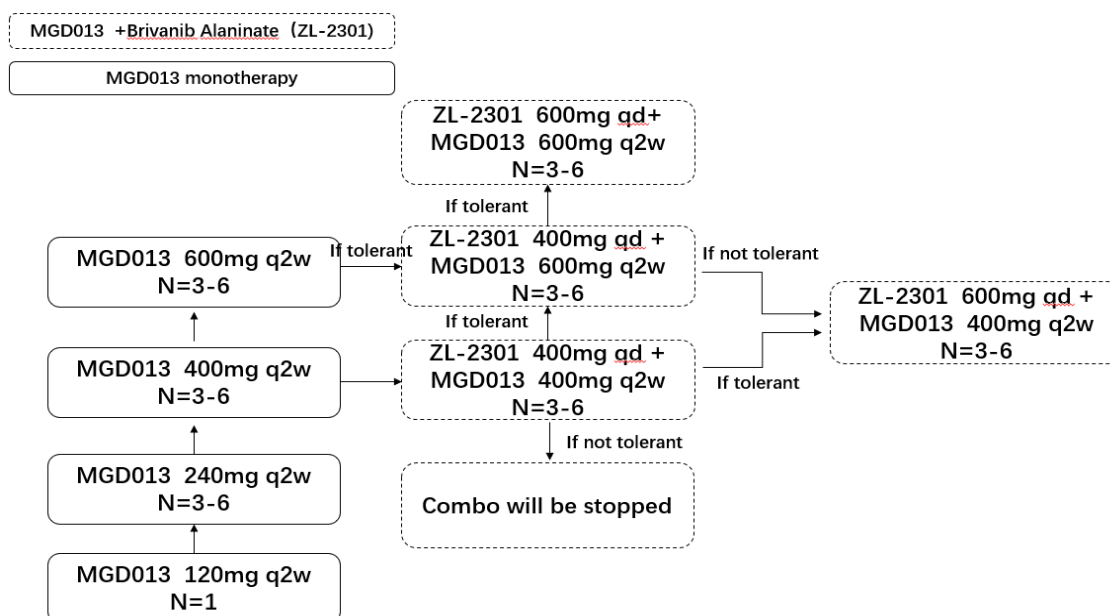 MGD013 +Brivanib Alaninate（ZL-2301)
MGD013 monotherapy
ZL-2301 600mg qd+
MGD013 600mg q2w
N=3-6
If tolerant
MGD013 600mg q2w
N=3-6
If tolerant
ZL-2301 400mg qd +
MGD013 600mg q2w
N=3-6
If not tolerant
If tolerant
ZL-2301 600mg qd +
MGD013 400mg q2w
N=3-6
MGD013 400mg q2w
N=3-6
ZL-2301 400mg qd +
MGD013 400mg q2w
N=3-6
If tolerant
If not tolerant
MGD013 240mg q2w
N=3-6
Combo will be stopped
MGD013 120mg q2w
N=1